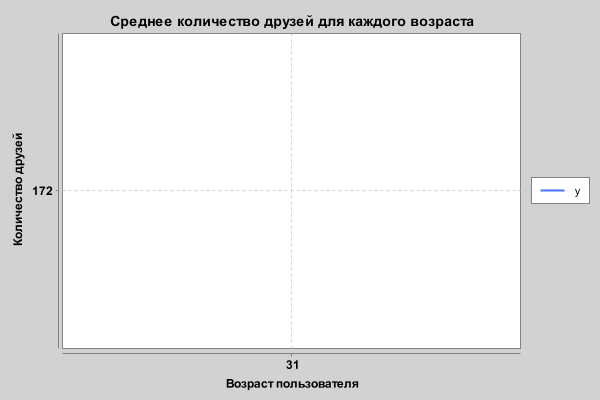 Среднее количество друзей для каждого возраста
Количество друзей
172
y
31
Возраст пользователя